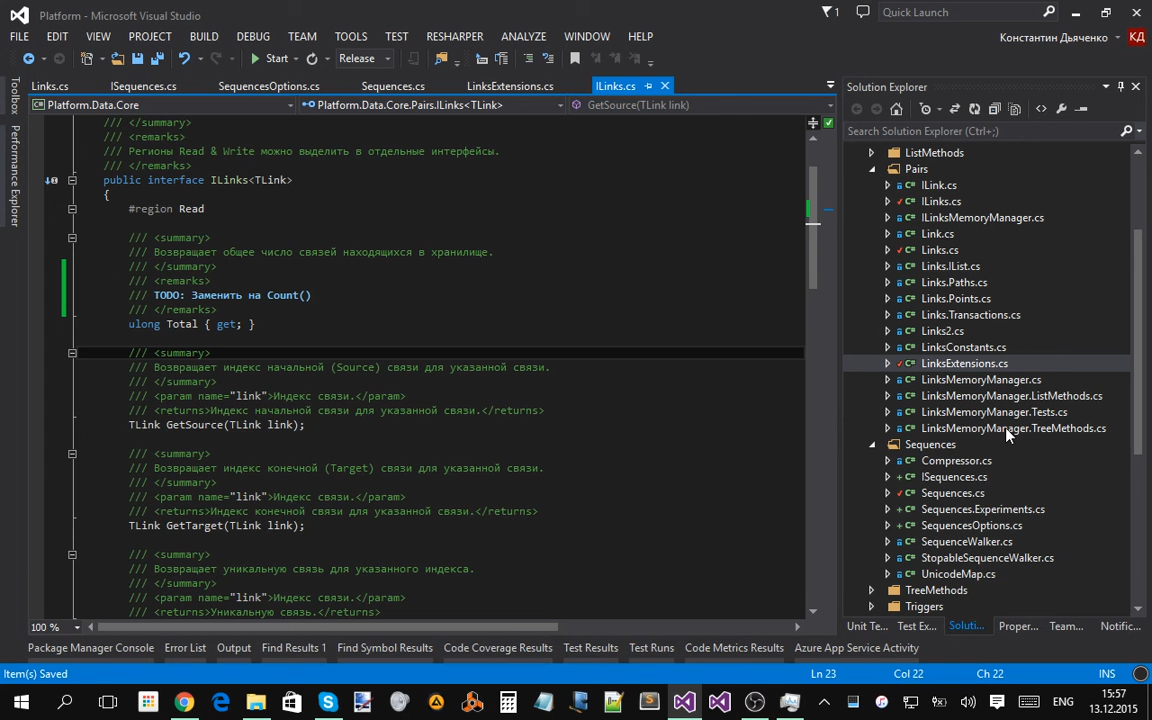 Platform - Microsoft Visual Studio
1
Quick Launch
FILE EDIT VIEW PROJECT BUILD DEBUG TEAM TOOLS TEST RESHARPER ANALYZE WINDOW HELP
Константин Дьяченко КД
Start Release
Links.cs ISequences.cs SequencesOptions.cs Sequences.cs LinksExtensions.cs ILinks.cs
Platform.Data.Core Platform.Data.Core.Pairs.ILinks<TLink> GetSource(TLink link)
Toolbox
Performance Explorer
/// </summary>
/// <remarks>
/// Регионы Read & Write можно выделить в отдельные интерфейсы.
/// </remarks>
public interface ILinks<TLink>
{
#region Read
/// <summary>
/// Возвращает общее число связей находящихся в хранилище.
/// </summary>
/// <remarks>
/// TODO: Заменить на Count()
/// </remarks>
ulong Total { get; }
/// <summary>
/// Возвращает индекс начальной (Source) связи для указанной связи.
/// </summary>
/// <param name="link">Индекс связи.</param>
/// <returns>Индекс начальной связи для указанной связи.</returns>
TLink GetSource(TLink link);
/// <summary>
/// Возвращает индекс конечной (Target) связи для указанной связи.
/// </summary>
/// <param name="link">Индекс связи.</param>
/// <returns>Индекс конечной связи для указанной связи.</returns>
TLink GetTarget(TLink link);
/// <summary>
/// Возвращает уникальную связь для указанного индекса.
/// </summary>
/// <param name="link">Индекс связи.</param>
/// <returns>Уникальную связь.</returns>
100 %
Solution Explorer
Search Solution Explorer (Ctrl+;)
ListMethods
Pairs
ILink.cs
ILinks.cs
ILinksMemoryManager.cs
Link.cs
Links.cs
Links.IList.cs
Links.Paths.cs
Links.Points.cs
Links.Transactions.cs
Links2.cs
LinksConstants.cs
LinksExtensions.cs
LinksMemoryManager.cs
LinksMemoryManager.ListMethods.cs
LinksMemoryManager.Tests.cs
LinksMemoryManager.TreeMethods.cs
Sequences
Compressor.cs
ISequences.cs
Sequences.cs
Sequences.Experiments.cs
SequencesOptions.cs
SequenceWalker.cs
StopableSequenceWalker.cs
UnicodeMap.cs
TreeMethods
Triggers
Unit Te... Test Ex... Soluti... Proper... Team... Notific...
Package Manager Console Error List Output Find Results 1 Find Symbol Results Code Coverage Results Test Results Test Runs Code Metrics Results Azure App Service Activity
Item(s) Saved Ln 23 Col 22 Ch 22 INS
ENG 15:57
13.12.2015